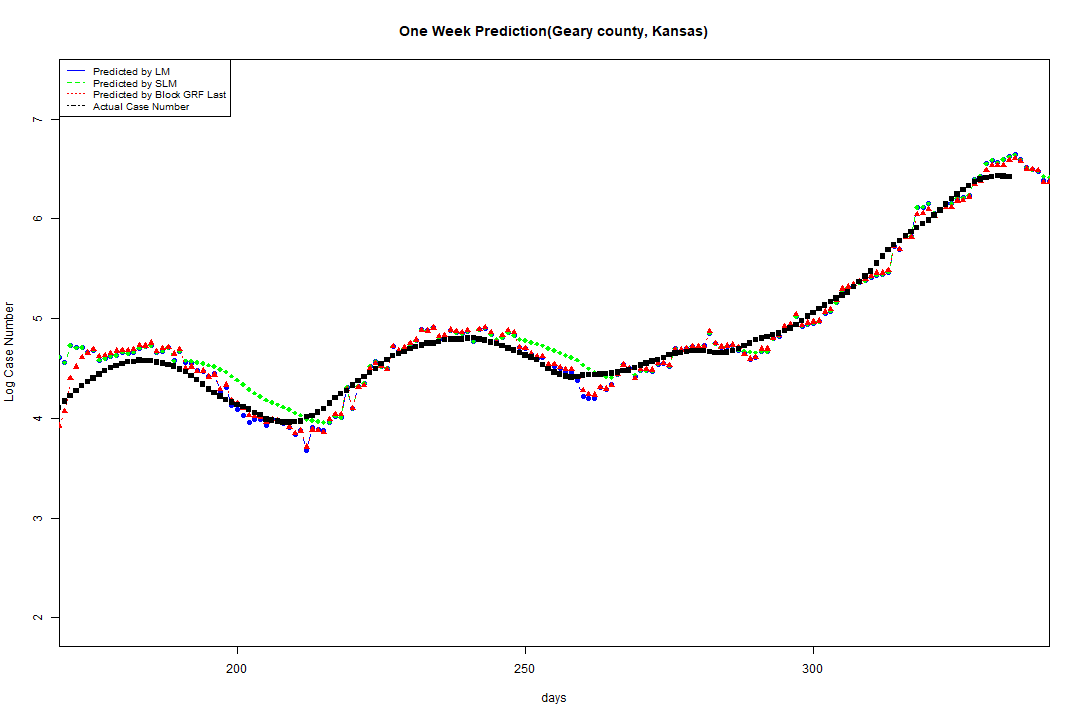 One Week Prediction(Geary county, Kansas)
Predicted by LM
Predicted by SLM
Predicted by Block GRF Last
Actual Case Number
7
6
5
4
3
2
Log Case Number
200
250
300
days